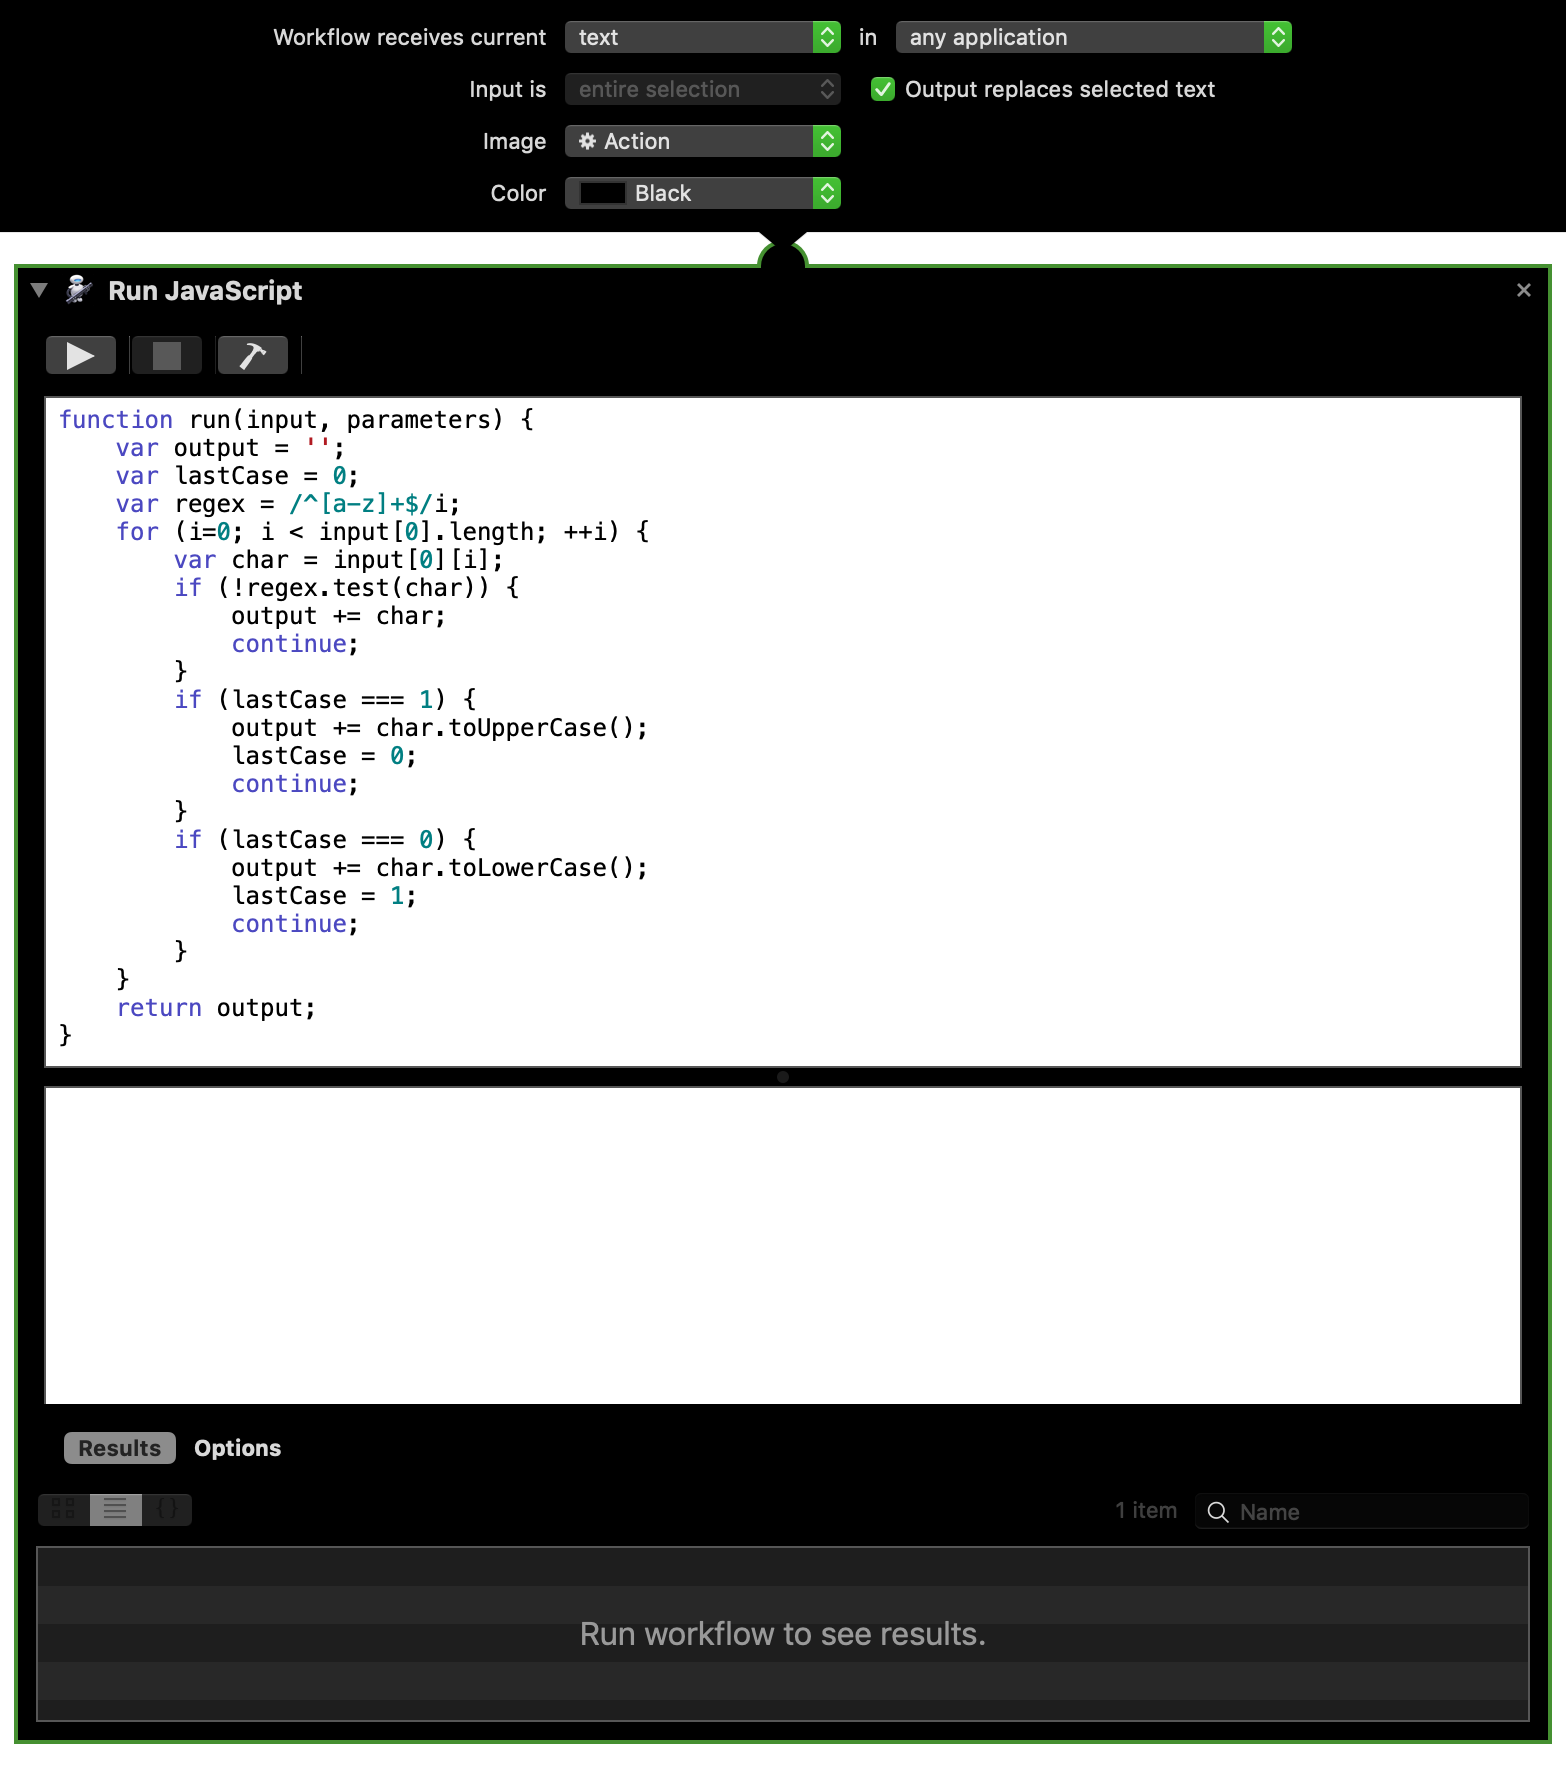 Workflow receives current text in any application
Input is entire selection Output replaces selected text
Image Action
Color Black
Run JavaScript
function run(input, parameters) {
    var output = '';
    var lastCase = 0;
    var regex = /^[a-z]+$/i;
    for (i=0; i < input[0].length; ++i) {
        var char = input[0][i];
        if (!regex.test(char)) {
            output += char;
            continue;
        }
        if (lastCase === 1) {
            output += char.toUpperCase();
            lastCase = 0;
            continue;
        }
        if (lastCase === 0) {
            output += char.toLowerCase();
            lastCase = 1;
            continue;
        }
    }
    return output;
}
Results Options
{} 1 item Name
Run workflow to see results.